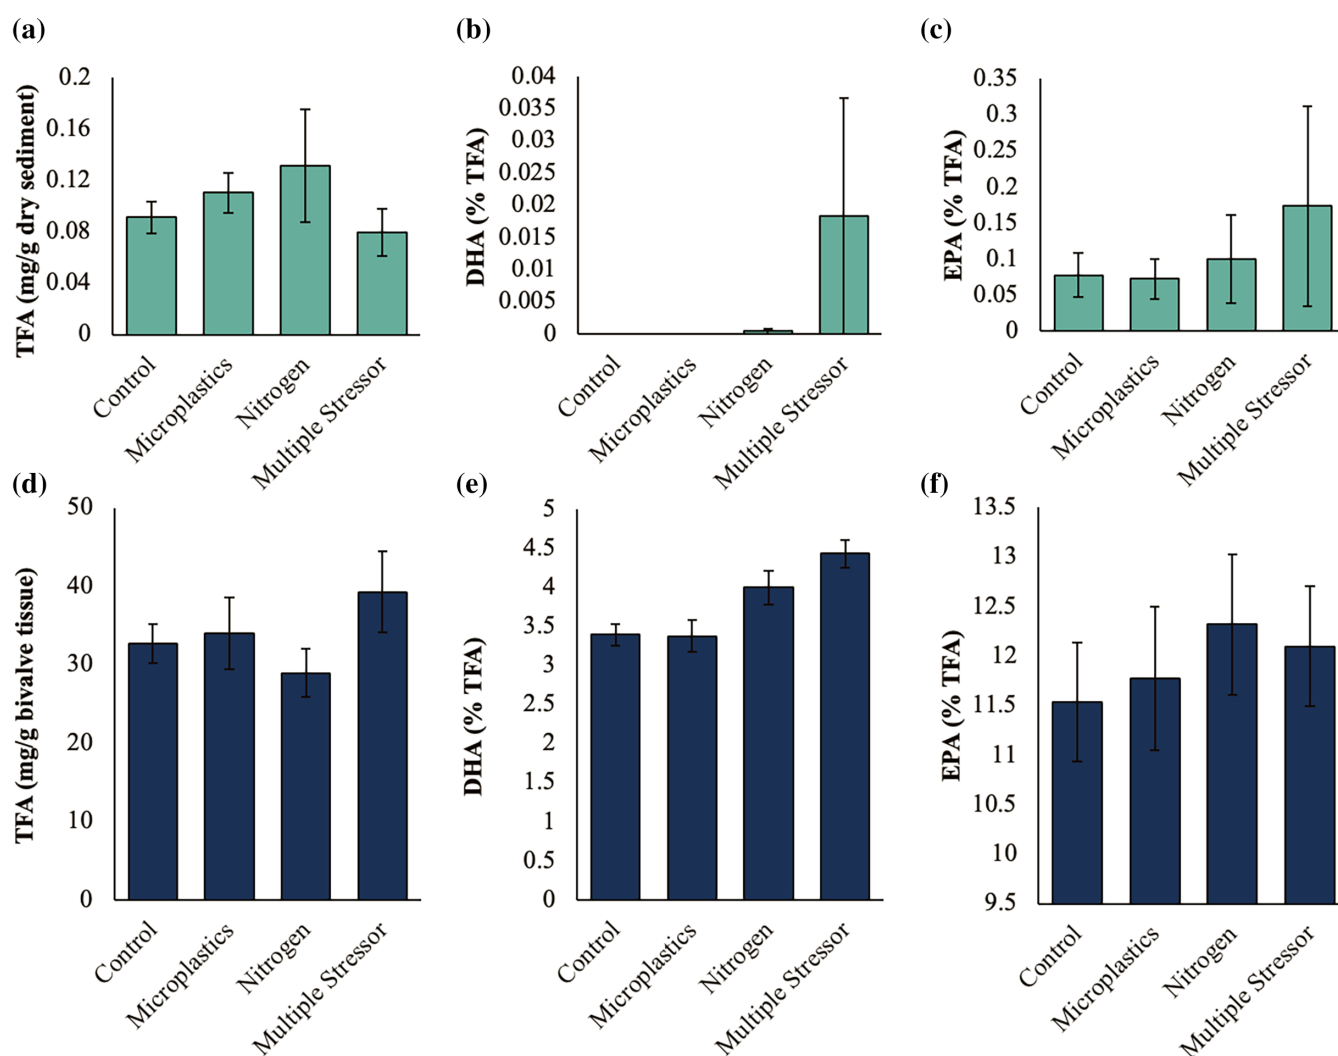 (a)
TFA (mg/g dry sediment)
0.2
0.16
0.12
0.08
0.04
0
Control
Microplastics
Nitrogen
Multiple Stressor
(b)
DHA (% TFA)
0.04
0.035
0.03
0.025
0.02
0.015
0.01
0.005
0
Control
Microplastics
Nitrogen
Multiple Stressor
(c)
EPA (% TFA)
0.35
0.3
0.25
0.2
0.15
0.1
0.05
0
Control
Microplastics
Nitrogen
Multiple Stressor
(d)
TFA (mg/g bivalve tissue)
50
40
30
20
10
0
Control
Microplastics
Nitrogen
Multiple Stressor
(e)
DHA (% TFA)
5
4.5
4
3.5
3
2.5
2
1.5
1
0.5
0
Control
Microplastics
Nitrogen
Multiple Stressor
(f)
EPA (% TFA)
13.5
13
12.5
12
11.5
11
10.5
10
9.5
Control
Microplastics
Nitrogen
Multiple Stressor